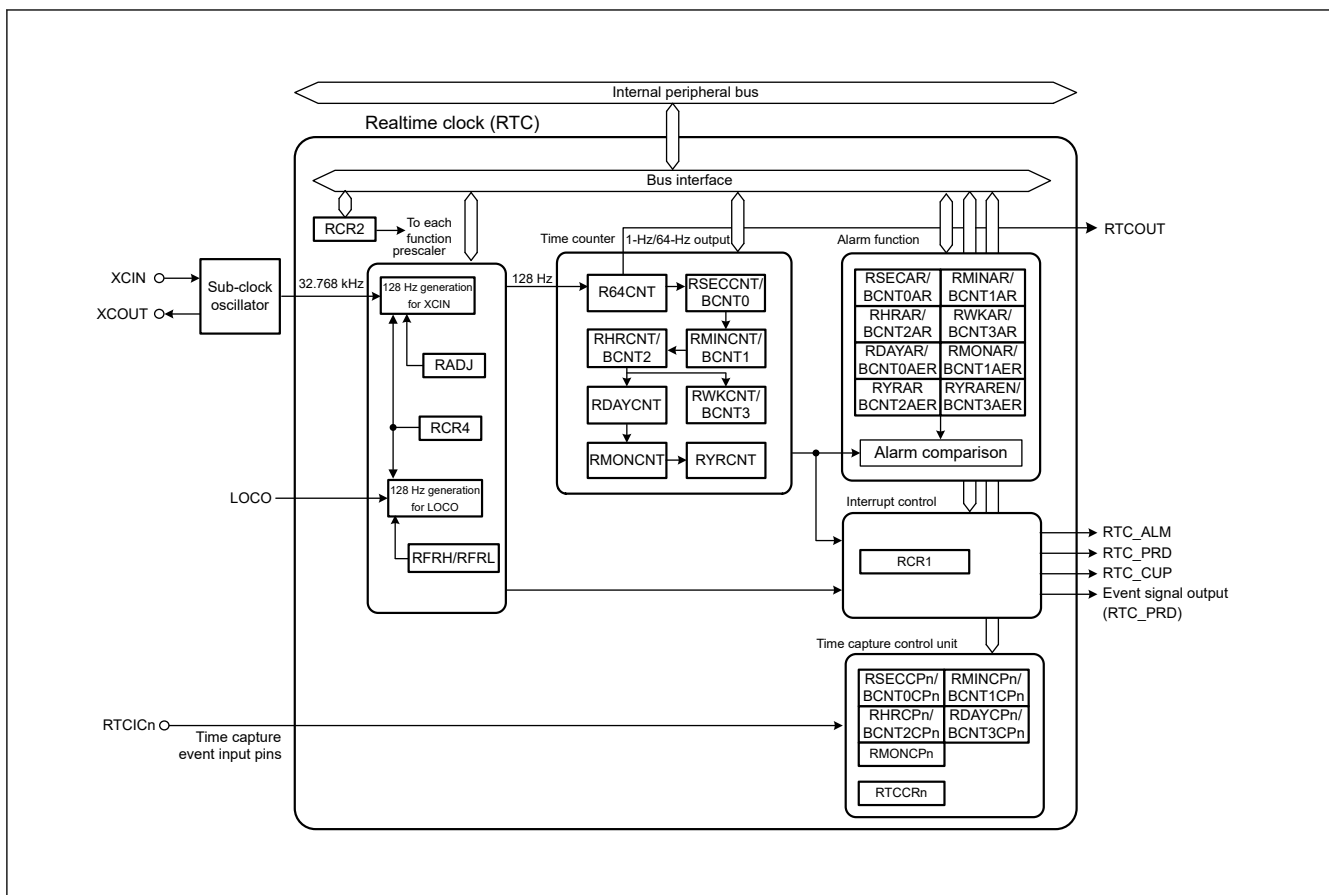 Internal peripheral bus
Realtime clock (RTC)
Bus interface
RCR2
To each
function
prescaler
Time counter
1-Hz/64-Hz output
Alarm function
RTCOUT
XCIN
XCOUT
Sub-clock
oscillator
32.768 kHz
128 Hz generation
for XCIN
128 Hz
RADJ
RCR4
LOCO
128 Hz generation
for LOCO
RFRH/RFRL
R64CNT
RSECCNT/
BCNT0
RHRCNT/
BCNT2
RMINCNT/
BCNT1
RDAYCNT
RWKCNT/
BCNT3
RMONCNT
RYRCNT
RSECAR/
BCNT0AR
RMINAR/
BCNT1AR
RHRAR/
BCNT2AR
RWKAR/
BCNT3AR
RDAYAR/
BCNT0AER
RMONAR/
BCNT1AER
RYRAR
BCNT2AER
RYRAREN/
BCNT3AER
Alarm comparison
Interrupt control
RCR1
RTC_ALM
RTC_PRD
RTC_CUP
Event signal output
(RTC_PRD)
Time capture control unit
RSECCPn/
BCNT0CPn
RMINCPn/
BCNT1CPn
RHRCPn/
BCNT2CPn
RDAYCPn/
BCNT3CPn
RMONCPn
RTCCRn
RTCICn
Time capture
event input pins